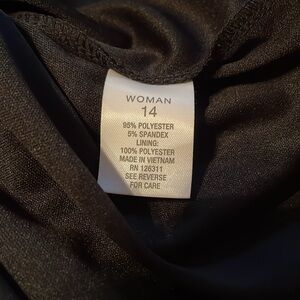 WOMAN
14
95% POLYESTER
5% SPANDEX
LINING:
100% POLYESTER
MADE IN VIETNAM
RN 126311
SEE REVERSE
FOR CARE